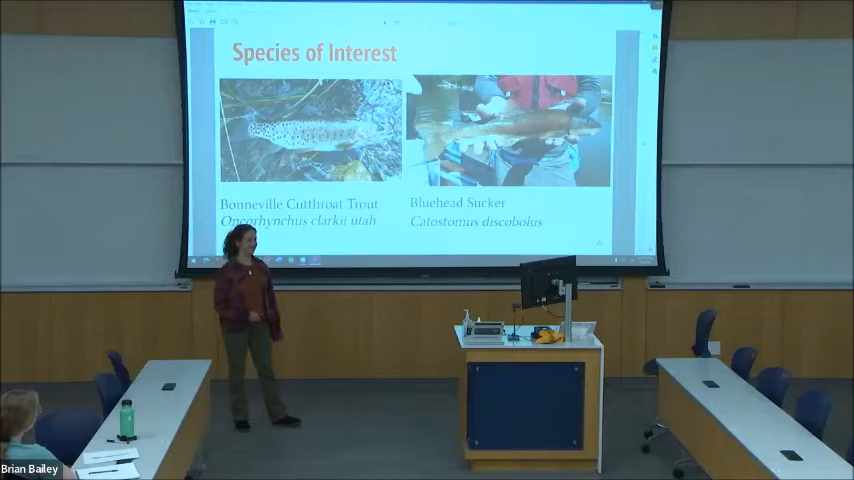 Species of Interest
Bonneville Cutthroat Trout
Oncorhynchus clarkii utah
Bluehead Sucker
Catostomus discobolus
Brian Bailey